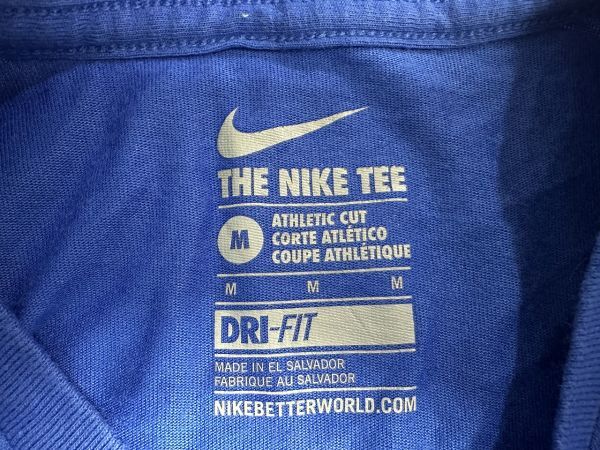 THE NIKE TEE
M
ATHLETIC CUT
CORTE ATLÉTICO
COUPE ATHLÉTIQUE
M M M
DRI-FIT
MADE IN EL SALVADOR
FABRIQUE AU SALVADOR
NIKEBETTERWORLD.COM